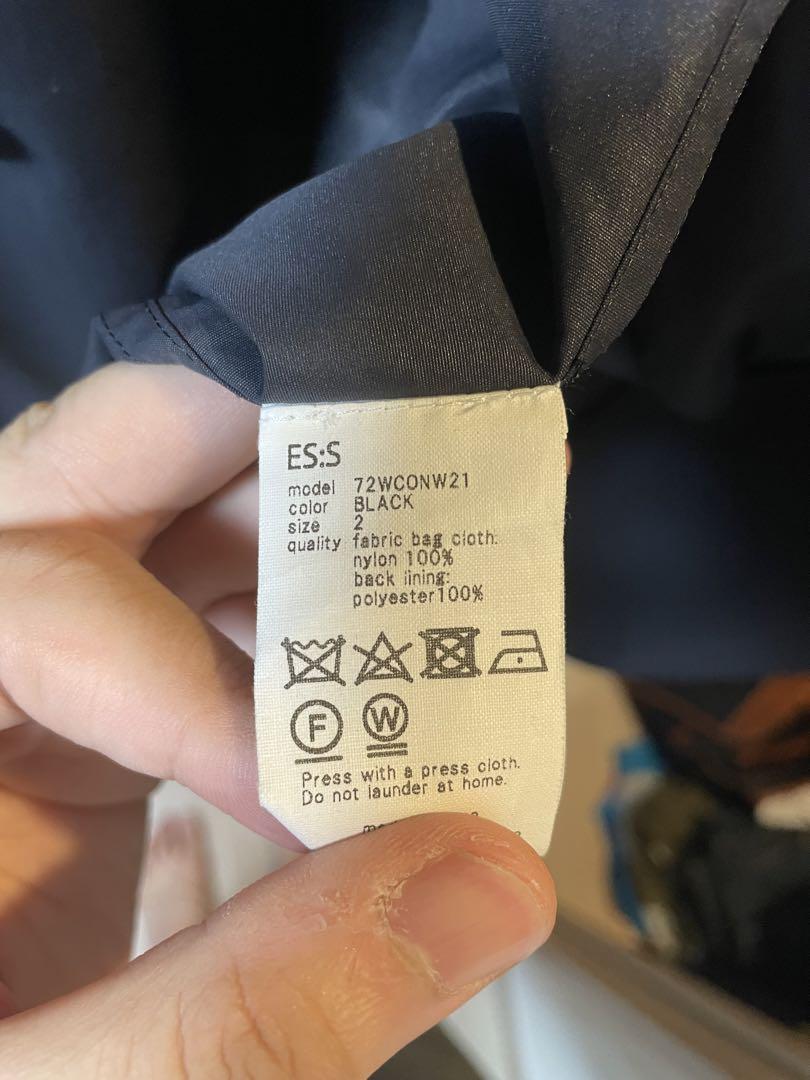 ES:S
model 72WCONW21
color BLACK
size 2
quality fabric bag cloth:
nylon 100%
back lining:
polyester100%
F W
Press with a press cloth.
Do not launder at home.